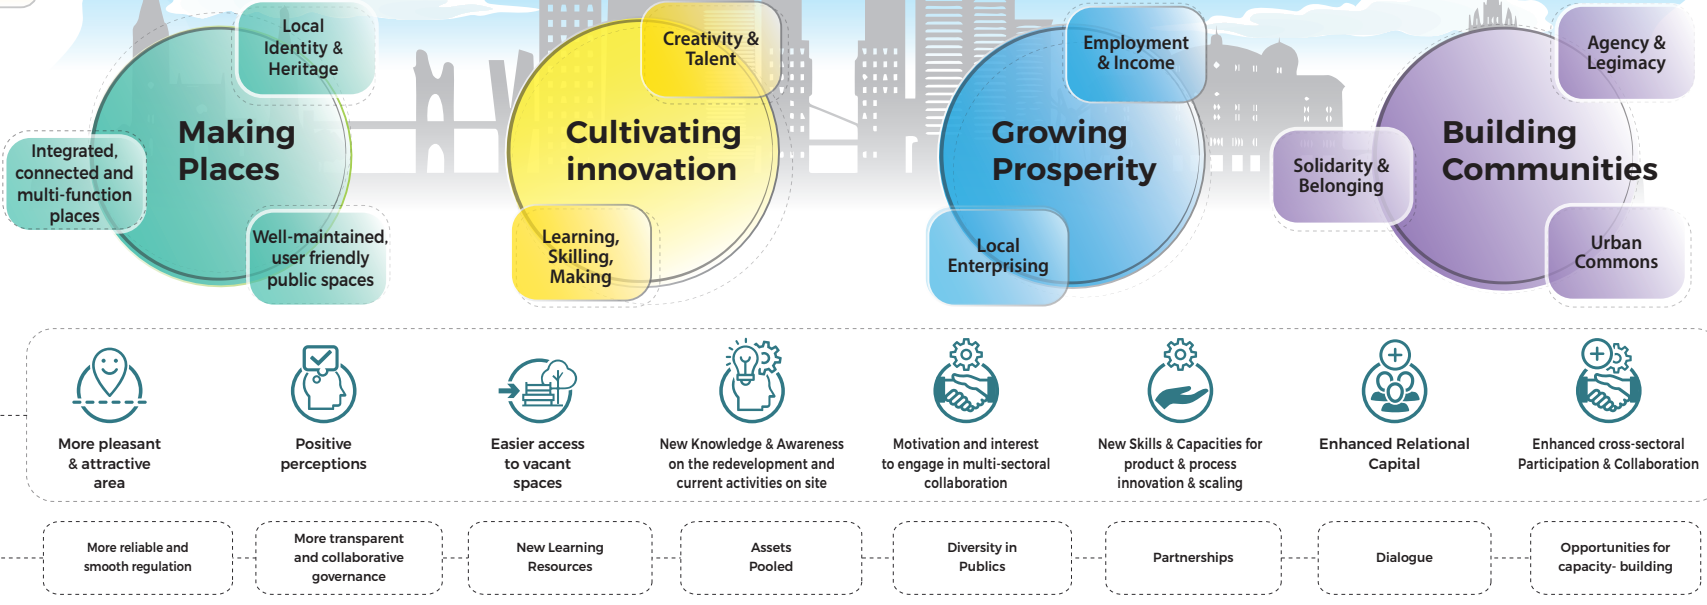 Local
Identity &
Heritage
Integrated,
connected and
multi-function
places
Making
Places
Well-maintained,
user friendly
public spaces
Creativity &
Talent
Cultivating
innovation
Learning,
Skilling,
Making
Employment
& Income
Growing
Prosperity
Local
Enterprising
Agency &
Legimacy
Solidarity &
Belonging
Building
Communities
Urban
Commons
More pleasant
& attractive
area
Positive
perceptions
Easier access
to vacant
spaces
New Knowledge & Awareness
on the redevelopment and
current activities on site
Motivation and interest
to engage in multi-sectoral
collaboration
New Skills & Capacities for
product & process
innovation & scaling
Enhanced Relational
Capital
Enhanced cross-sectoral
Participation & Collaboration
More reliable and
smooth regulation
More transparent
and collaborative
governance
New Learning
Resources
Assets
Pooled
Diversity in
Publics
Partnerships
Dialogue
Opportunities for
capacity- building